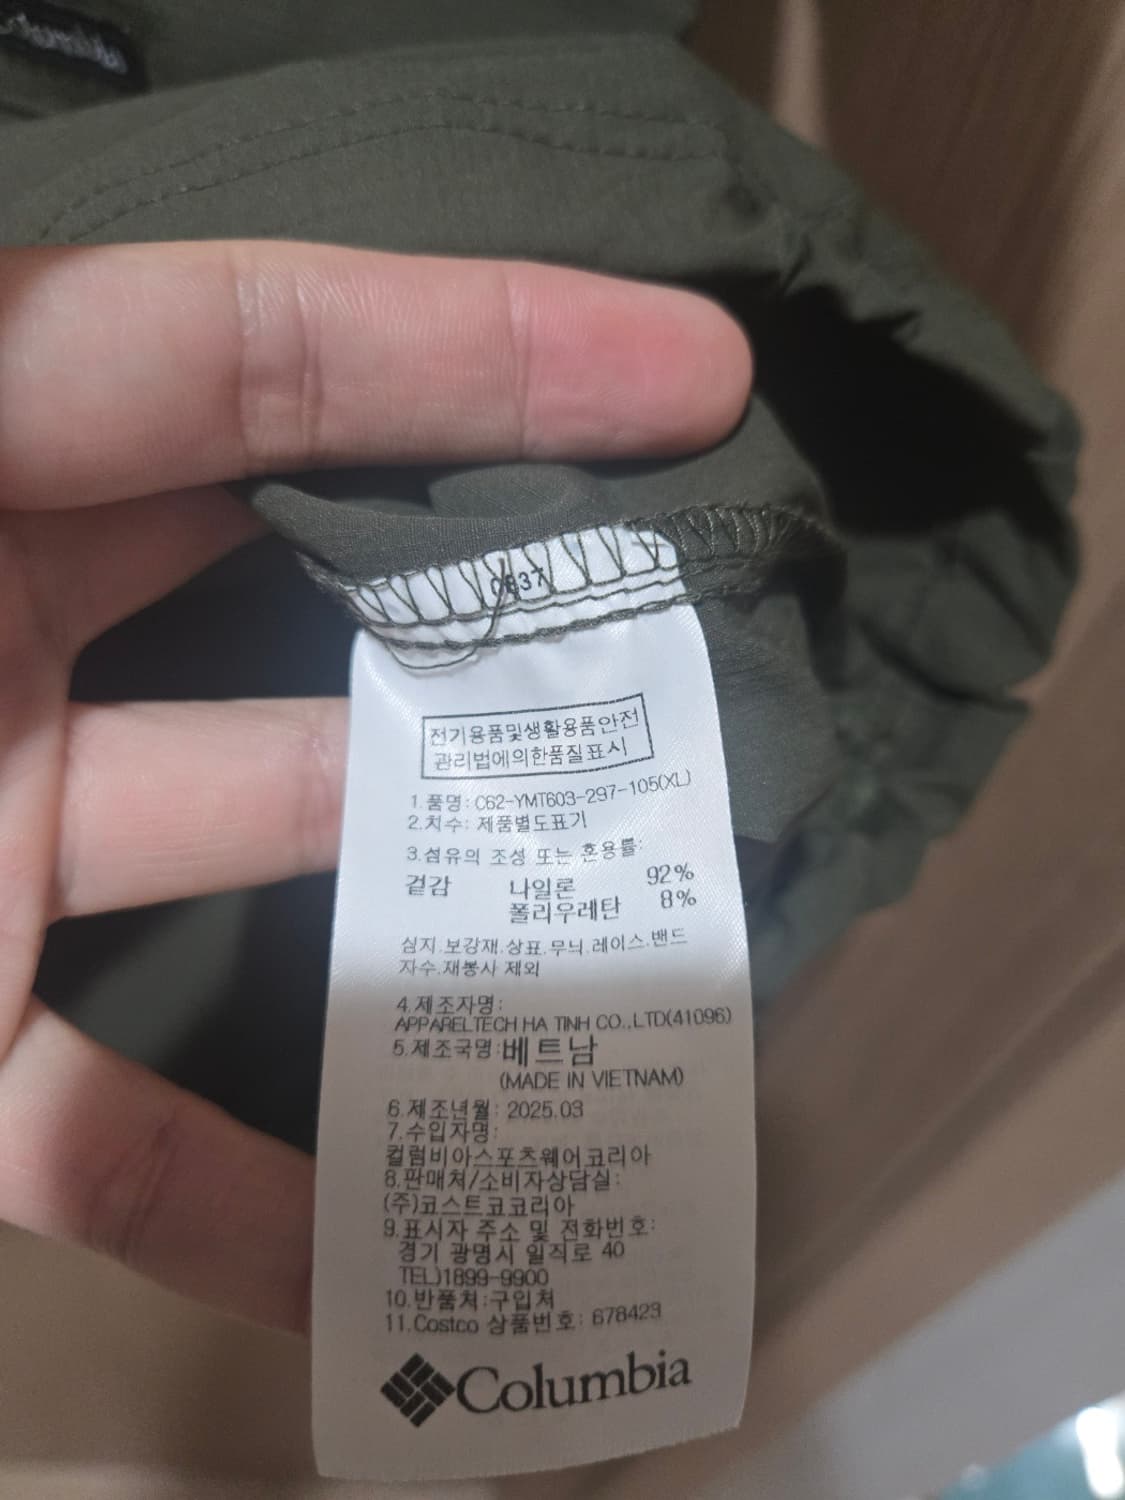 Columbia
0837
전기용품및생활용품안전
관리법에의한품질표시
1.품명: C62-YMT603-297-105(XL)
2.치수: 제품별도표기
3.섬유의 조성 또는 혼용률:
겉감 나일론 92%
폴리우레탄 8%
심지.보강재.상표.무늬.레이스.밴드
자수.재봉사 제외
4.제조자명:
APPARELTECH HA TINH CO.,LTD(41096)
5.제조국명:베트남
(MADE IN VIETNAM)
6.제조년월: 2025.03
7.수입자명:
컬럼비아스포츠웨어코리아
8.판매처/소비자상담실:
(주)코스트코코리아
9.표시자 주소 및 전화번호:
경기 광명시 일직로 40
TEL)1899-9900
10.반품처:구입처
11.Costco 상품번호: 678423
Columbia